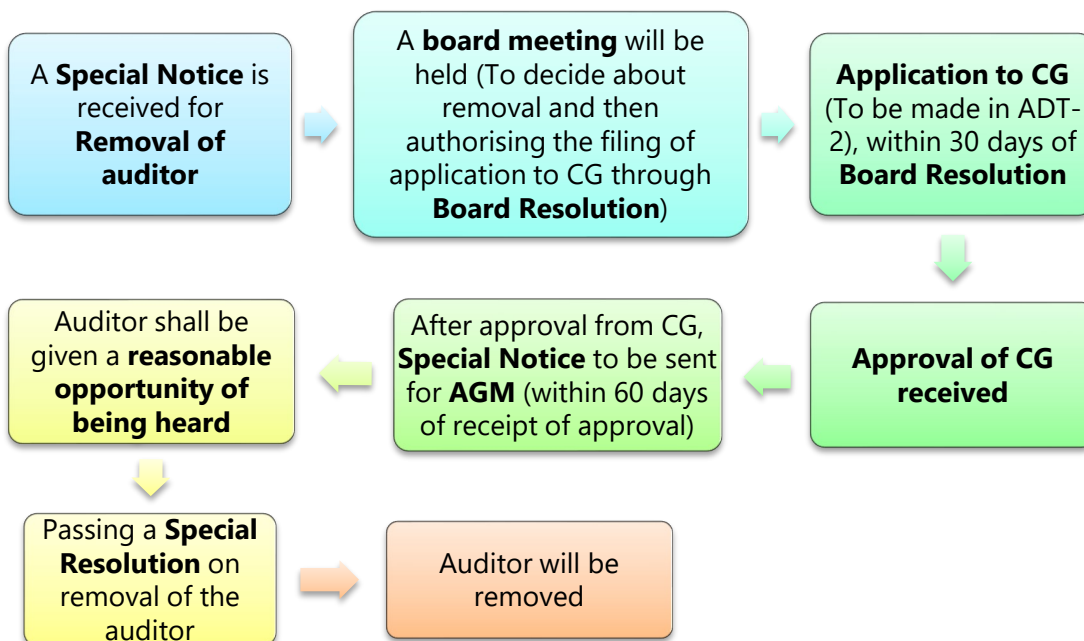 A Special Notice is
received for
Removal of
auditor
A board meeting will be
held (To decide about
removal and then
authorising the filing of
application to CG through
Board Resolution)
Application to CG
(To be made in ADT-
2), within 30 days of
Board Resolution
Approval of CG
received
After approval from CG,
Special Notice to be sent
for AGM (within 60 days
of receipt of approval)
Auditor shall be
given a reasonable
opportunity of
being heard
Passing a Special
Resolution on
removal of the
auditor
Auditor will be
removed